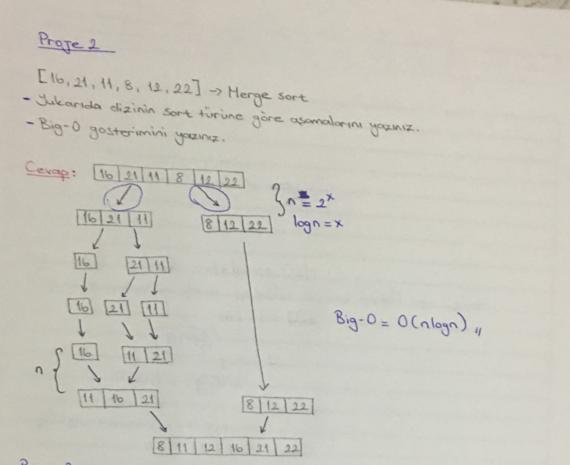 Proje 2
[16, 21, 11, 8, 12, 22] → Merge sort
- Yukarıda dizinin sort türüne göre aşamalarını yazınız.
- Big-O gösterimini yazınız.
Cevap: 16 21 11 8 12 22
n = 2^x
16 21 11 8 12 22 logn = x
16 21 11
16 21 11
Big-O = O(nlogn)
16 11 21
n
11 16 21 8 12 22
8 11 12 16 21 22